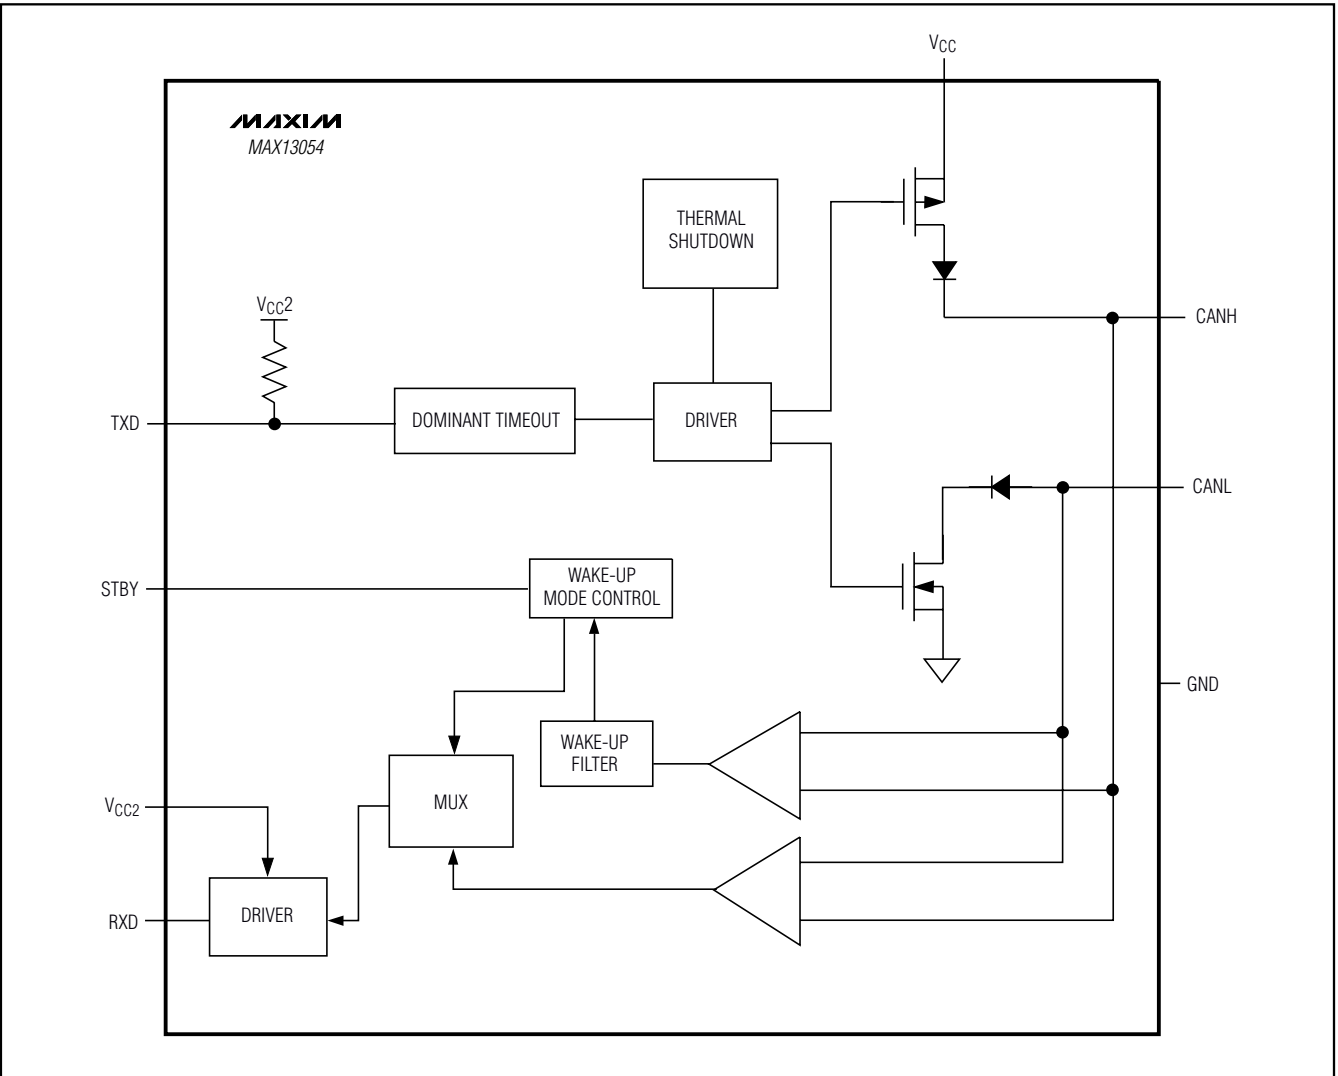 VCC
MAXIM
MAX13054
THERMAL
SHUTDOWN
VCC2
CANH
TXD
DOMINANT TIMEOUT
DRIVER
CANL
STBY
WAKE-UP
MODE CONTROL
GND
WAKE-UP
FILTER
MUX
VCC2
RXD
DRIVER